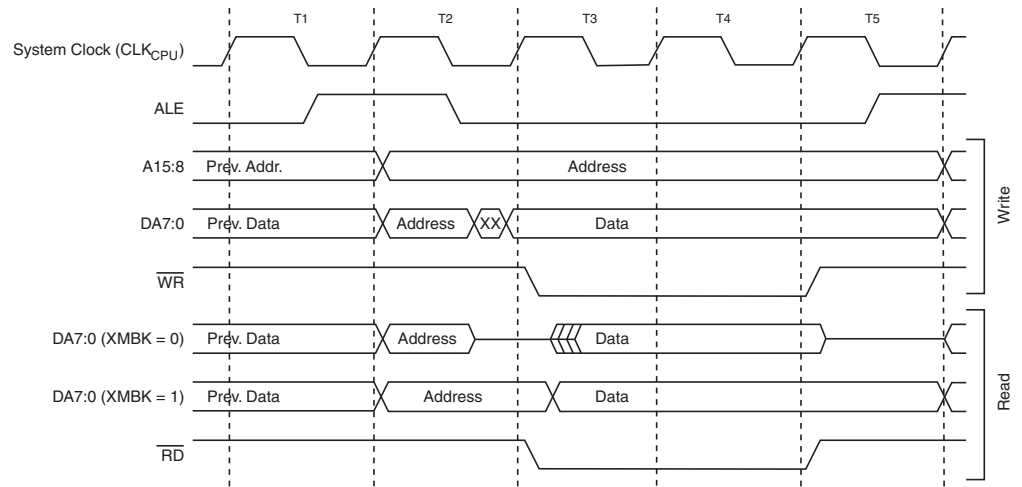 T1 T2 T3 T4 T5
System Clock (CLKCPU)
ALE
A15:8 Prev. Addr. Address
DA7:0 Prev. Data Address XX Data
WR
Write
DA7:0 (XMBK = 0) Prev. Data Address Data
DA7:0 (XMBK = 1) Prev. Data Address Data
RD
Read